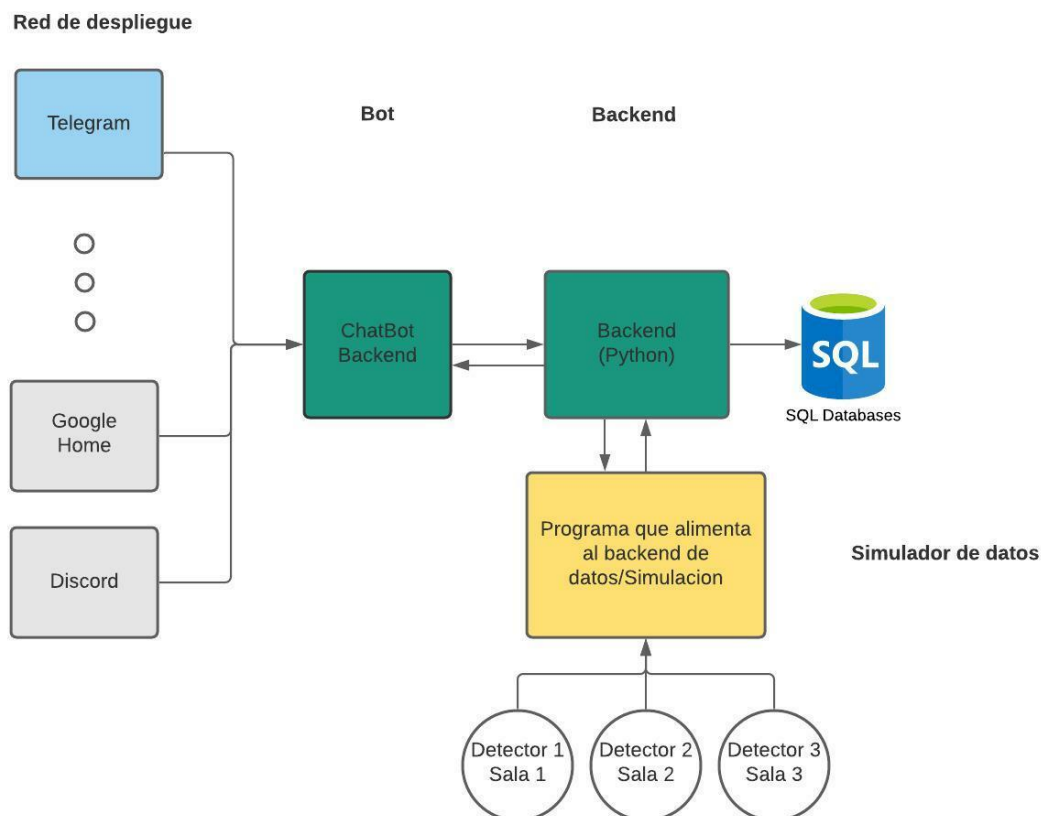 Red de despliegue
Telegram
Bot
Backend
ChatBot
Backend
Backend
(Python)
SQL
SQL Databases
Google
Home
Discord
Programa que alimenta
al backend de
datos/Simulacion
Simulador de datos
Detector 1
Sala 1
Detector 2
Sala 2
Detector 3
Sala 3